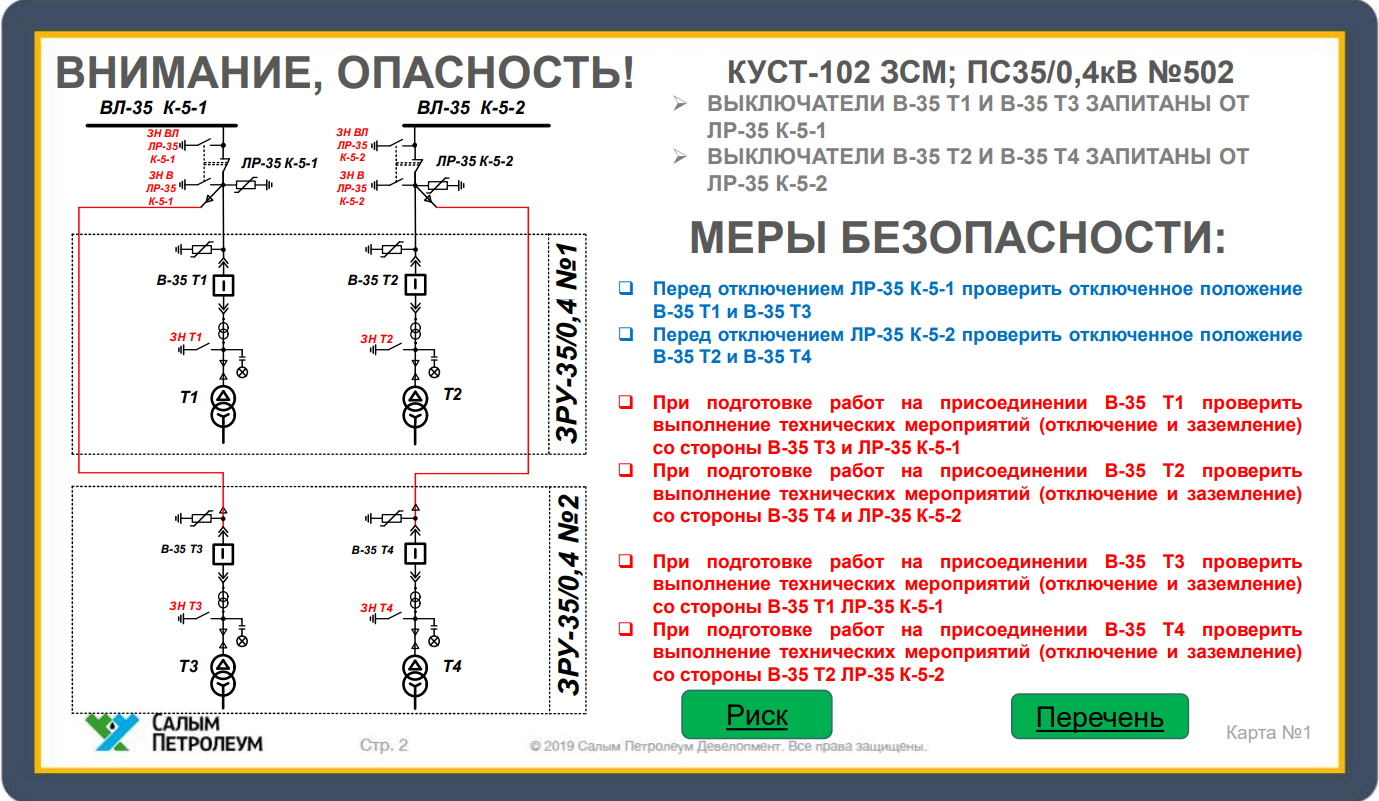 ВНИМАНИЕ, ОПАСНОСТЬ!
ВЛ-35 К-5-1
ВЛ-35 К-5-2
ЗН ВЛ
ЛР-35
К-5-1
ЛР-35 К-5-1
ЗН В
ЛР-35
К-5-1
ЗН ВЛ
ЛР-35
К-5-2
ЛР-35 К-5-2
ЗН В
ЛР-35
К-5-2
В-35 Т1
В-35 Т2
ЗН Т1
ЗН Т2
Т1
Т2
ЗРУ-35/0,4 №1
В-35 Т3
В-35 Т4
ЗН Т3
ЗН Т4
Т3
Т4
ЗРУ-35/0,4 №2
КУСТ-102 ЗСМ; ПС35/0,4кВ №502
ВЫКЛЮЧАТЕЛИ В-35 Т1 И В-35 Т3 ЗАПИТАНЫ ОТ
ЛР-35 К-5-1
ВЫКЛЮЧАТЕЛИ В-35 Т2 И В-35 Т4 ЗАПИТАНЫ ОТ
ЛР-35 К-5-2
МЕРЫ БЕЗОПАСНОСТИ:
Перед отключением ЛР-35 К-5-1 проверить отключенное положение
В-35 Т1 и В-35 Т3
Перед отключением ЛР-35 К-5-2 проверить отключенное положение
В-35 Т2 и В-35 Т4
При подготовке работ на присоединении В-35 Т1 проверить
выполнение технических мероприятий (отключение и заземление)
со стороны В-35 Т3 и ЛР-35 К-5-1
При подготовке работ на присоединении В-35 Т2 проверить
выполнение технических мероприятий (отключение и заземление)
со стороны В-35 Т4 и ЛР-35 К-5-2
При подготовке работ на присоединении В-35 Т3 проверить
выполнение технических мероприятий (отключение и заземление)
со стороны В-35 Т1 ЛР-35 К-5-1
При подготовке работ на присоединении В-35 Т4 проверить
выполнение технических мероприятий (отключение и заземление)
со стороны В-35 Т2 ЛР-35 К-5-2
Риск
Перечень
Карта №1
САЛЫМ
ПЕТРОЛЕУМ
Стр. 2
© 2019 Салым Петролеум Девелопмент. Все права защищены.